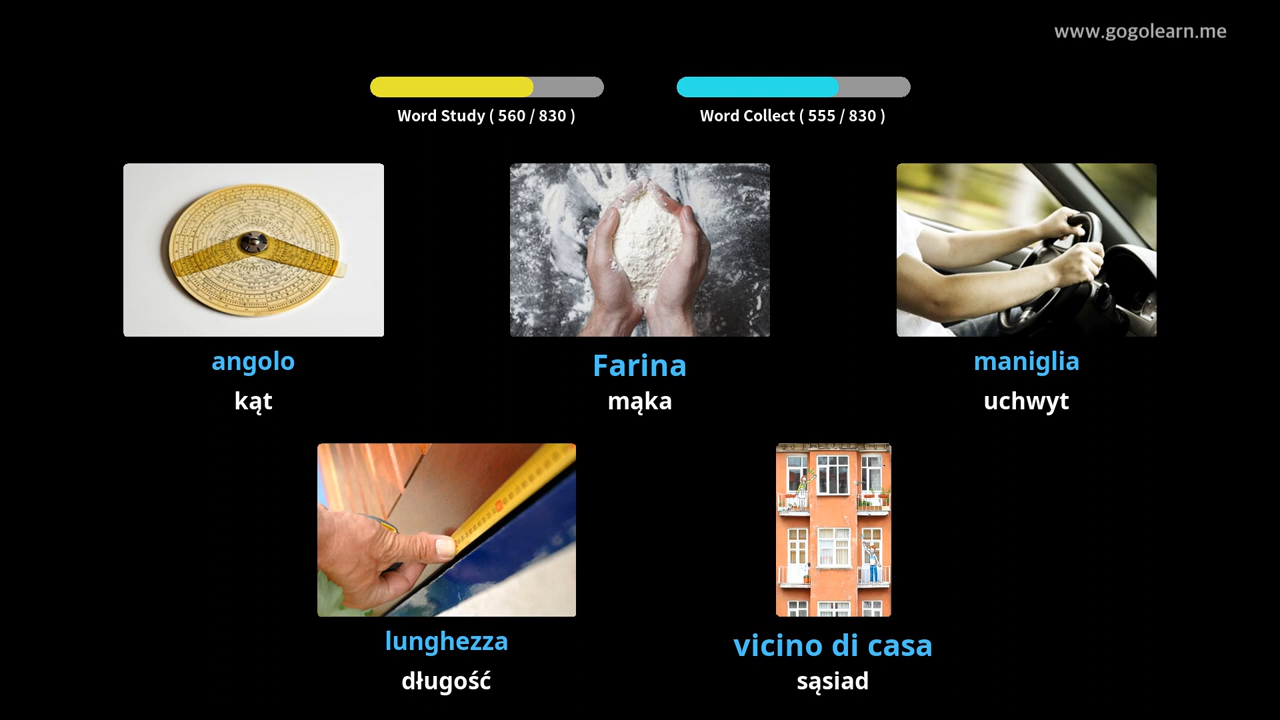 www.gogolearn.me
Word Study ( 560 / 830 )
Word Collect ( 555 / 830 )
angolo
kąt
Farina
mąka
maniglia
uchwyt
lunghezza
długość
vicino di casa
sąsiad